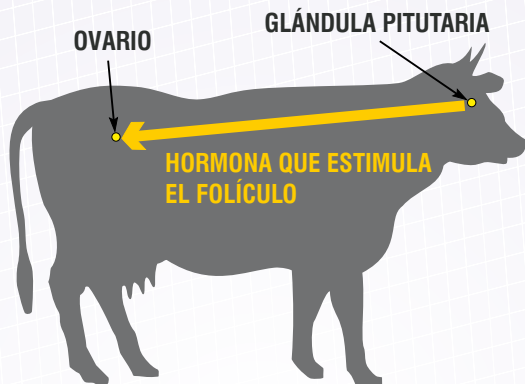 OVARIO
GLÁNDULA PITUTARIA
HORMONA QUE ESTIMULA
EL FOLÍCULO